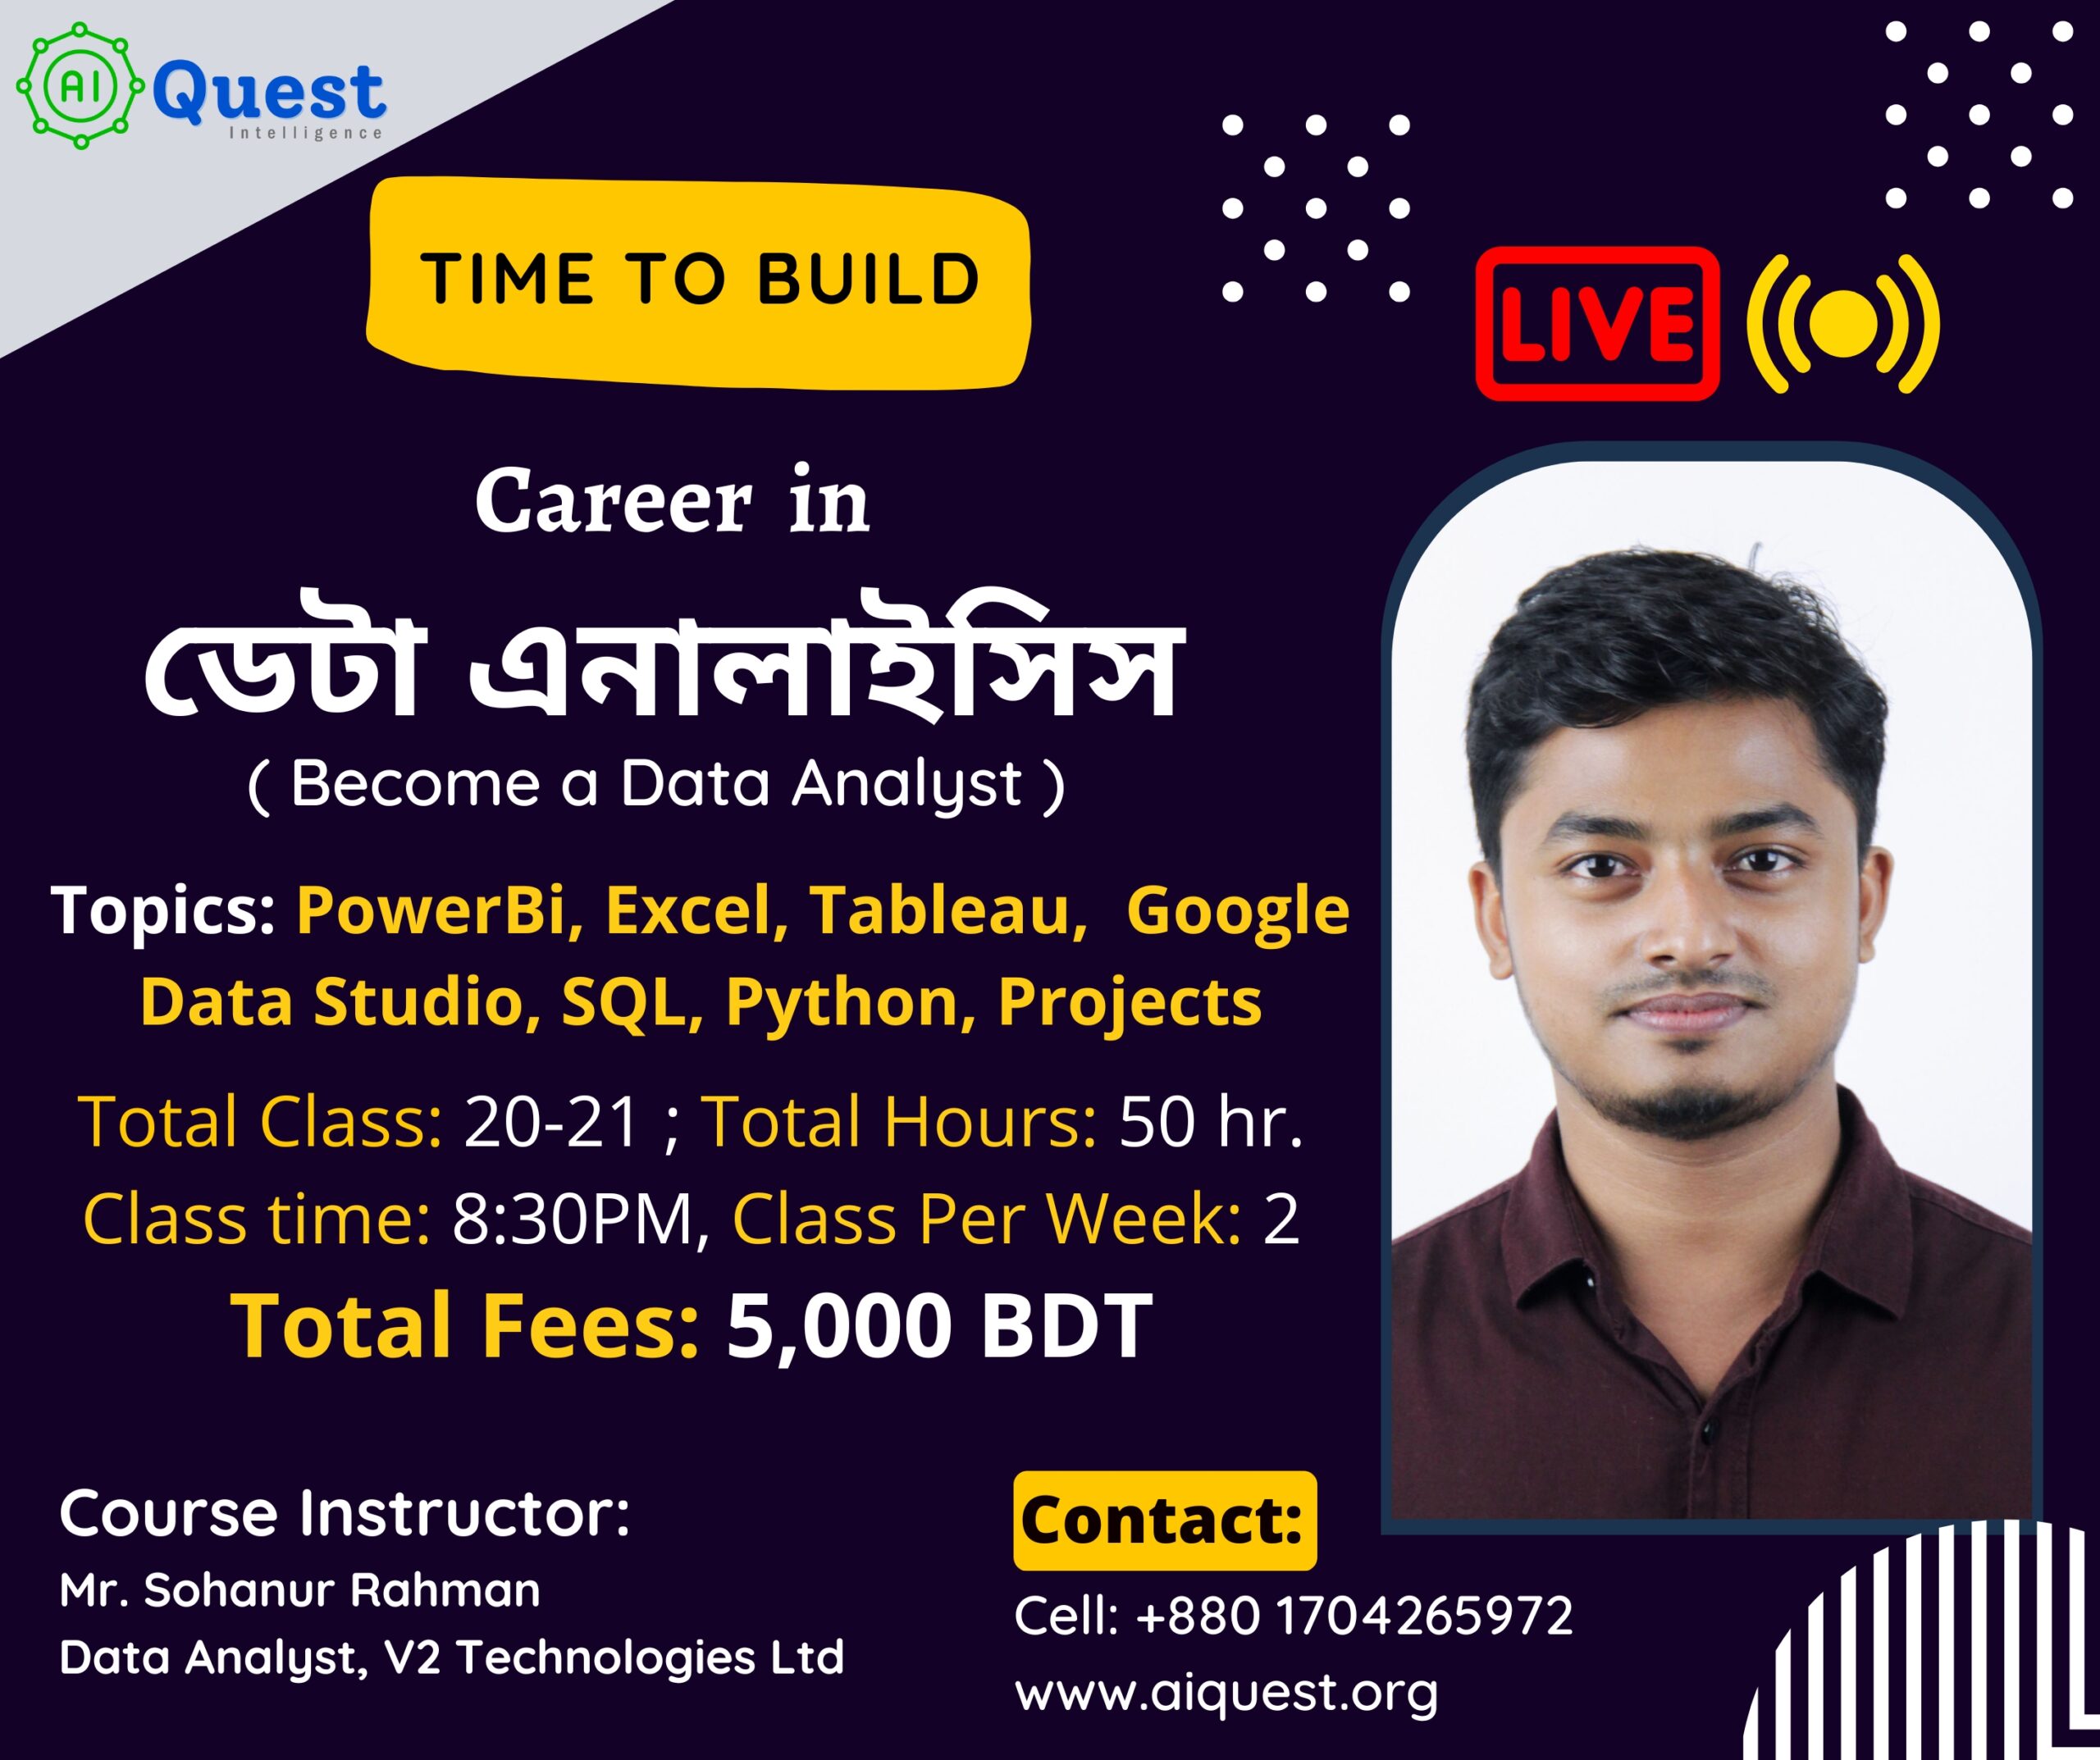 AI Quest
Intelligence
TIME TO BUILD
LIVE
Career in
ডেটা এনালাইসিস
( Become a Data Analyst )
Topics: PowerBi, Excel, Tableau, Google
Data Studio, SQL, Python, Projects
Total Class: 20-21 ; Total Hours: 50 hr.
Class time: 8:30PM, Class Per Week: 2
Total Fees: 5,000 BDT
Course Instructor:
Mr. Sohanur Rahman
Data Analyst, V2 Technologies Ltd
Contact:
Cell: +880 1704265972
www.aiquest.org